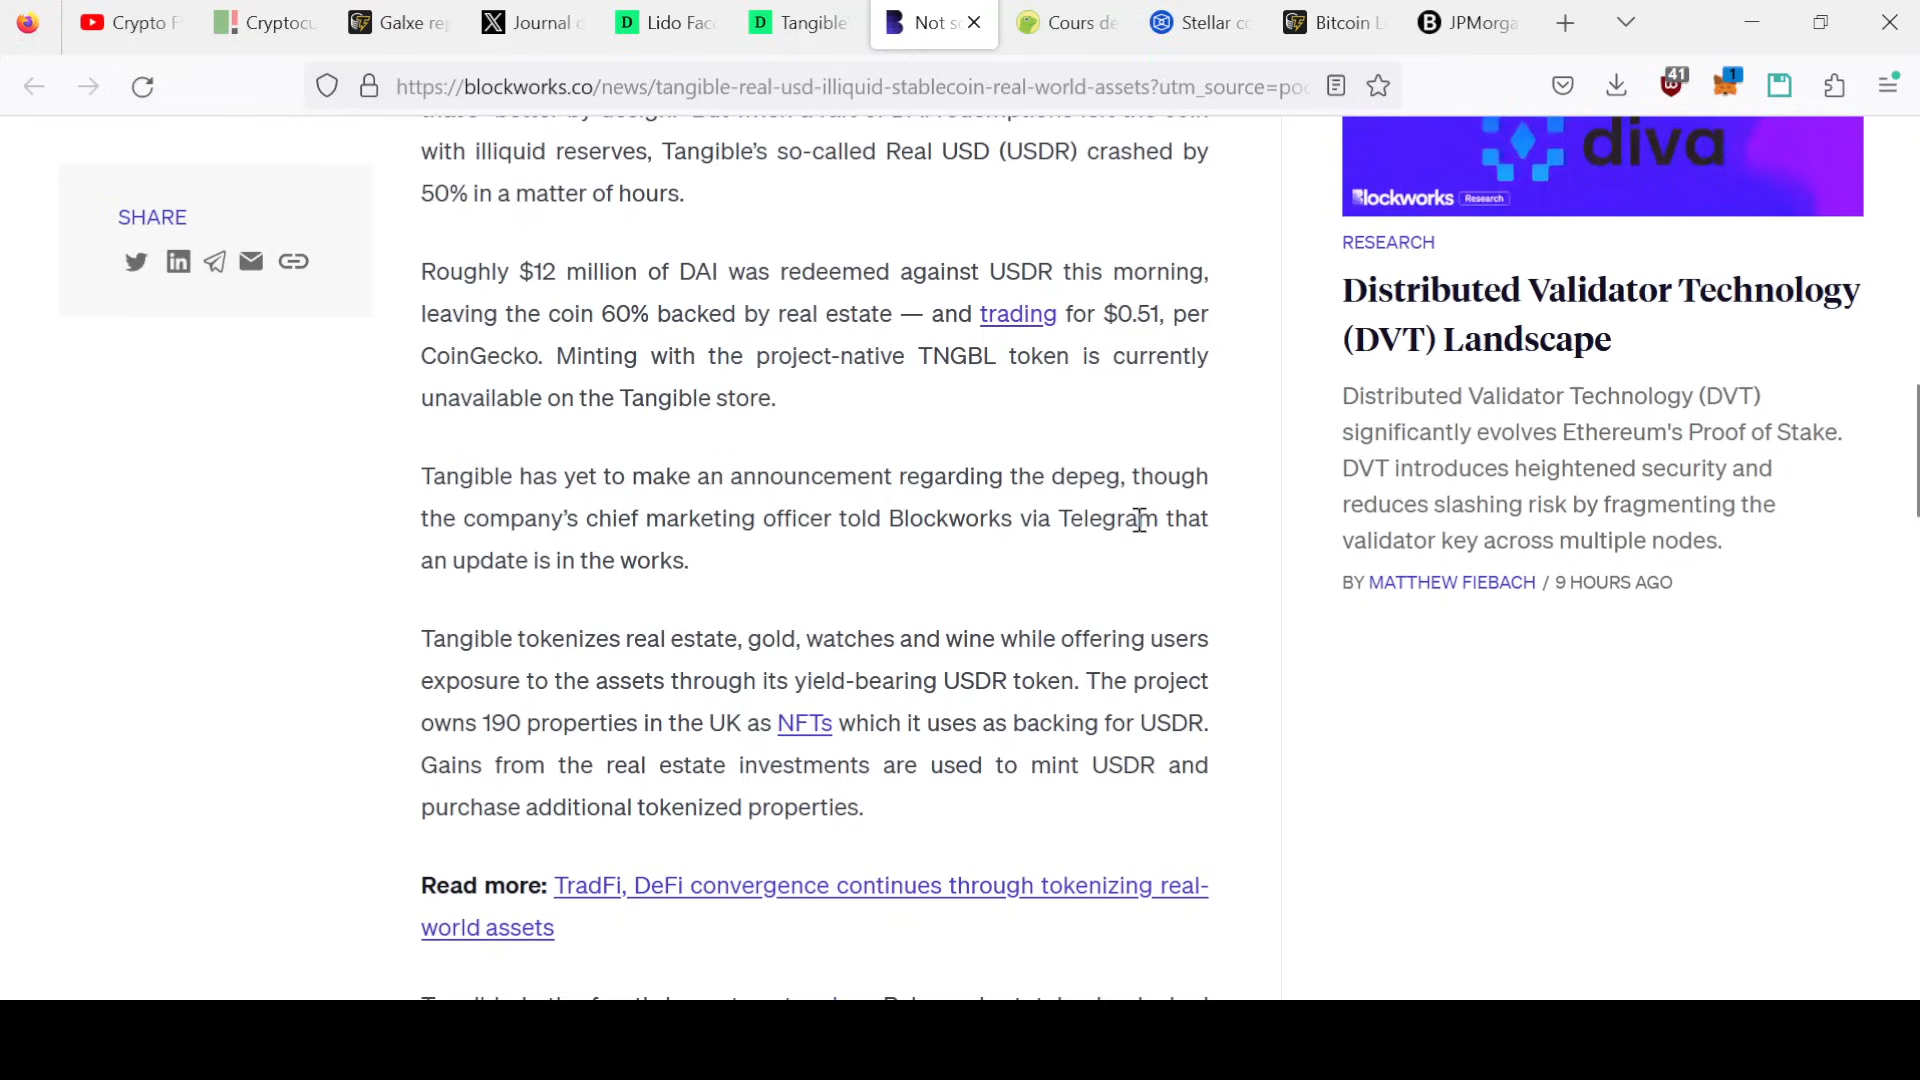 Crypto F
Cryptocu
Galxe rep
Journal d
Lido Fac
Tangible'
Not so
Cours de
Stellar co
Bitcoin L
JPMorga
https://blockworks.co/news/tangible-real-usd-illiquid-stablecoin-real-world-assets?utm_source=poc
41
1
with illiquid reserves, Tangible's so-called Real USD (USDR) crashed by
50% in a matter of hours.
SHARE
Roughly $12 million of DAI was redeemed against USDR this morning,
leaving the coin 60% backed by real estate — and trading for $0.51, per
CoinGecko. Minting with the project-native TNGBL token is currently
unavailable on the Tangible store.
Tangible has yet to make an announcement regarding the depeg, though
the company's chief marketing officer told Blockworks via Telegram that
an update is in the works.
Tangible tokenizes real estate, gold, watches and wine while offering users
exposure to the assets through its yield-bearing USDR token. The project
owns 190 properties in the UK as NFTs which it uses as backing for USDR.
Gains from the real estate investments are used to mint USDR and
purchase additional tokenized properties.
Read more: TradFi, DeFi convergence continues through tokenizing real-
world assets
diva
Blockworks Research
RESEARCH
Distributed Validator Technology
(DVT) Landscape
Distributed Validator Technology (DVT)
significantly evolves Ethereum's Proof of Stake.
DVT introduces heightened security and
reduces slashing risk by fragmenting the
validator key across multiple nodes.
BY MATTHEW FIEBACH / 9 HOURS AGO